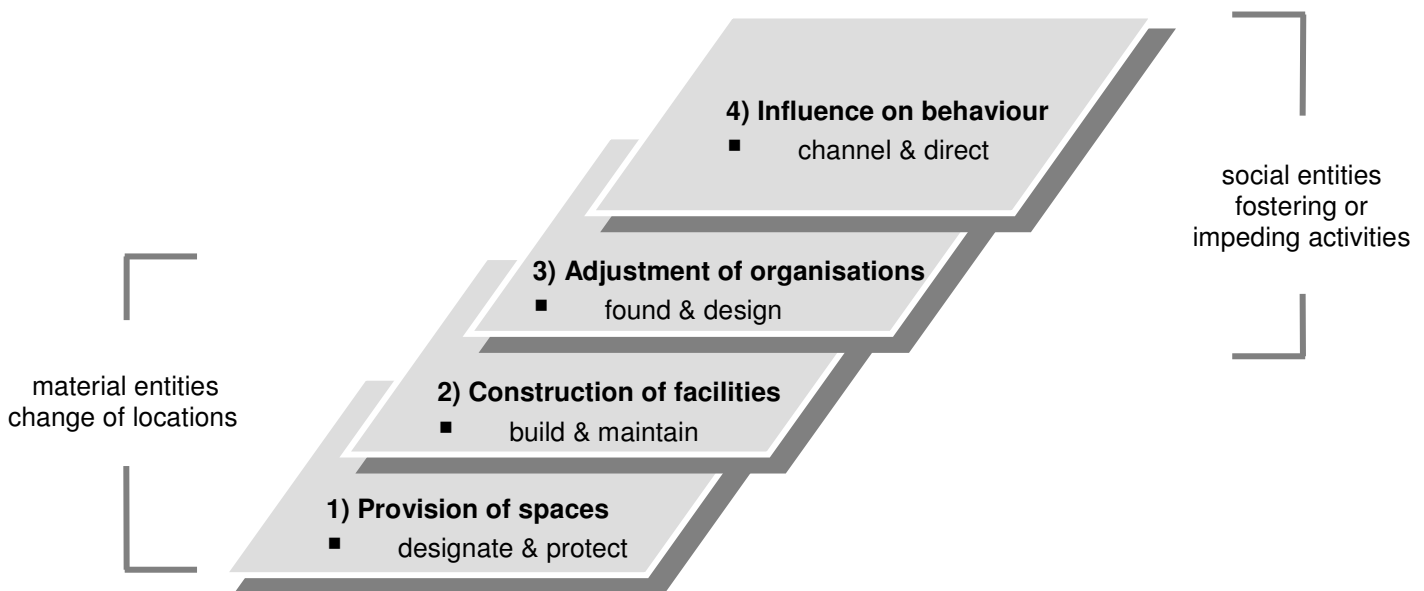 4) Influence on behaviour
▪ channel & direct
social entities
fostering or
impeding activities
3) Adjustment of organisations
▪ found & design
material entities
change of locations
2) Construction of facilities
▪ build & maintain
1) Provision of spaces
▪ designate & protect